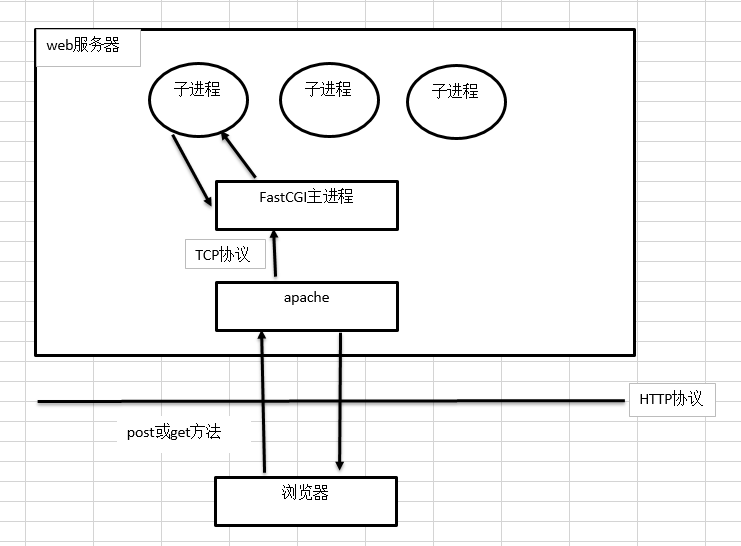 web服务器
子进程
子进程
子进程
FastCGI主进程
TCP协议
apache
HTTP协议
post或get方法
浏览器